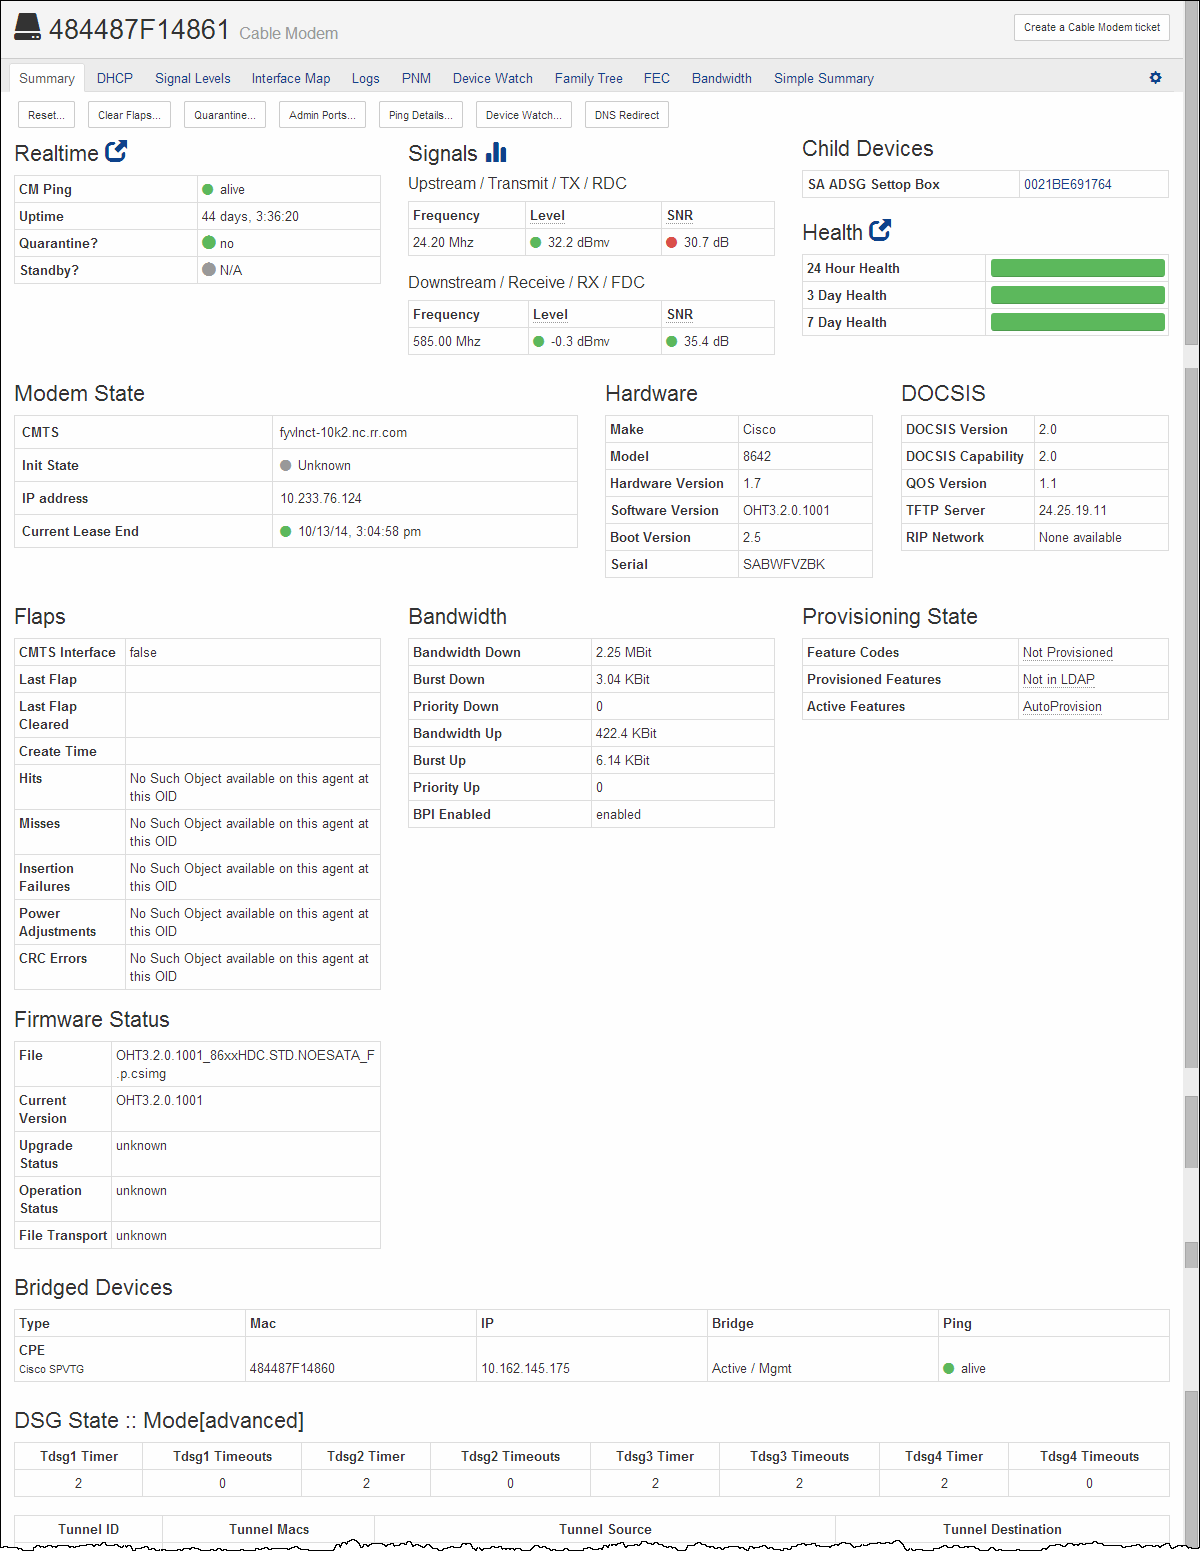 484487F14861 Cable Modem
Create a Cable Modem ticket
Summary DHCP Signal Levels Interface Map Logs PNM Device Watch Family Tree FEC Bandwidth Simple Summary
Reset... Clear Flaps... Quarantine... Admin Ports... Ping Details... Device Watch... DNS Redirect
Realtime
CM Ping alive
Uptime 44 days, 3:36:20
Quarantine? no
Standby? N/A
Signals
Upstream / Transmit / TX / RDC
Frequency Level SNR
24.20 Mhz 32.2 dBmv 30.7 dB
Downstream / Receive / RX / FDC
Frequency Level SNR
585.00 Mhz -0.3 dBmv 35.4 dB
Child Devices
SA ADSG Settop Box 0021BE691764
Health
24 Hour Health
3 Day Health
7 Day Health
Modem State
CMTS fyvlnct-10k2.nc.rr.com
Init State Unknown
IP address 10.233.76.124
Current Lease End 10/13/14, 3:04:58 pm
Hardware
Make Cisco
Model 8642
Hardware Version 1.7
Software Version OHT3.2.0.1001
Boot Version 2.5
Serial SABWFVZBK
DOCSIS
DOCSIS Version 2.0
DOCSIS Capability 2.0
QOS Version 1.1
TFTP Server 24.25.19.11
RIP Network None available
Flaps
CMTS Interface false
Last Flap
Last Flap
Cleared
Create Time
Hits No Such Object available on this agent at
this OID
Misses No Such Object available on this agent at
this OID
Insertion No Such Object available on this agent at
Failures this OID
Power No Such Object available on this agent at
Adjustments this OID
CRC Errors No Such Object available on this agent at
this OID
Bandwidth
Bandwidth Down 2.25 MBit
Burst Down 3.04 KBit
Priority Down 0
Bandwidth Up 422.4 KBit
Burst Up 6.14 KBit
Priority Up 0
BPI Enabled enabled
Provisioning State
Feature Codes Not Provisioned
Provisioned Features Not in LDAP
Active Features AutoProvision
Firmware Status
File OHT3.2.0.1001_86xxHDC.STD.NOESATA_F
.p.csimg
Current OHT3.2.0.1001
Version
Upgrade unknown
Status
Operation unknown
Status
File Transport unknown
Bridged Devices
Type Mac IP Bridge Ping
CPE
Cisco SPVTG 484487F14860 10.162.145.175 Active / Mgmt alive
DSG State :: Mode[advanced]
Tdsg1 Timer Tdsg1 Timeouts Tdsg2 Timer Tdsg2 Timeouts Tdsg3 Timer Tdsg3 Timeouts Tdsg4 Timer Tdsg4 Timeouts
2 0 2 0 2 2 2 0
Tunnel ID Tunnel Macs Tunnel Source Tunnel Destination